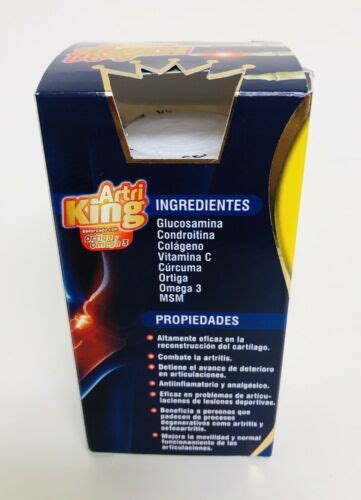 Artri
King
Reforzado con
Ortiga y
Omega 3
INGREDIENTES
Glucosamina
Condroitina
Colágeno
Vitamina C
Cúrcuma
Ortiga
Omega 3
MSM
PROPIEDADES
Altamente eficaz en la
reconstrucción del cartílago.
Combate la artritis.
Detiene el avance de deterioro
en articulaciones.
Antiinflamatorio y analgésico.
Eficaz en problemas de articu-
laciones de lesiones deportivas.
Beneficia a personas que
padecen de procesos
degenerativos como artritis y
osteoartritis.
Mejora la movilidad y normal
funcionamiento de las
articulaciones.